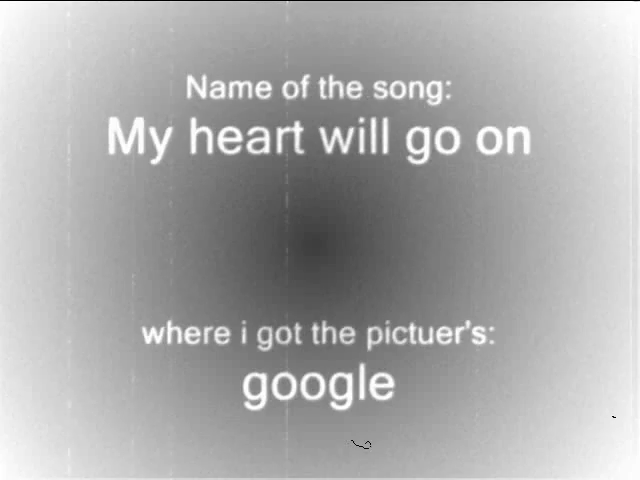 Name of the song:
My heart will go on
where i got the pictuer's:
google